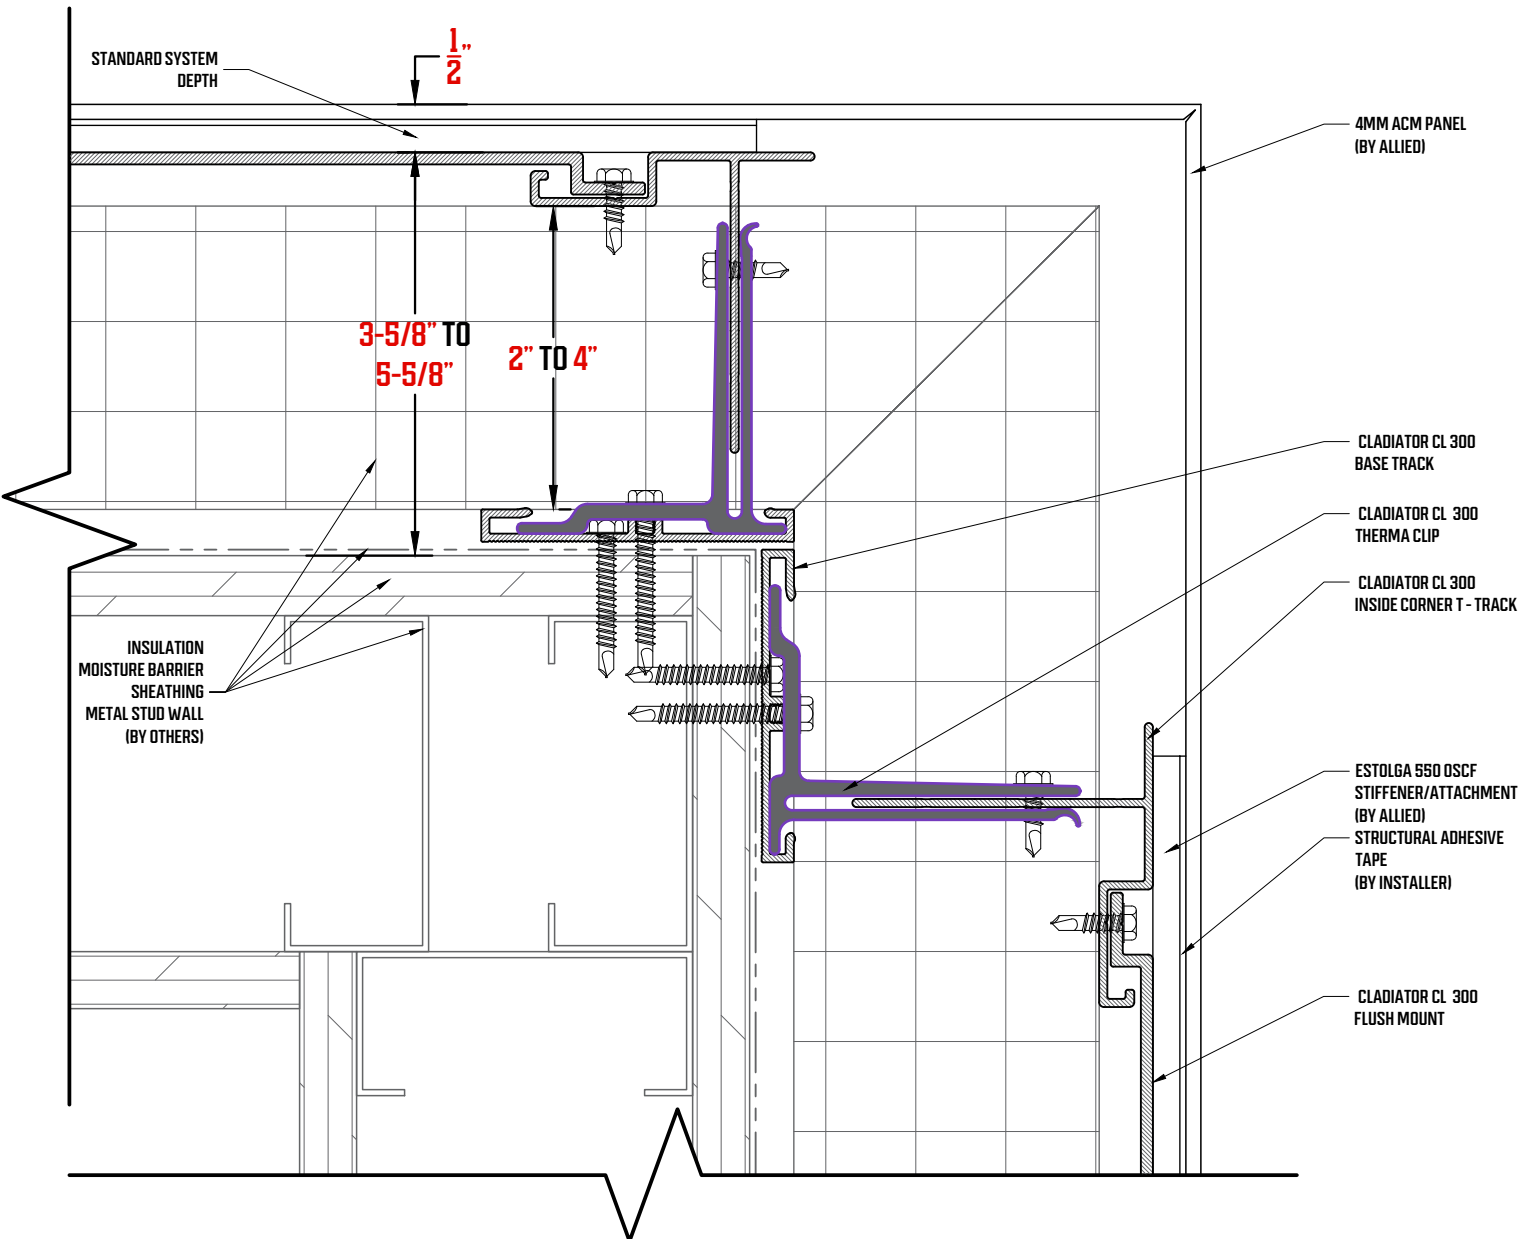 1/2"
STANDARD SYSTEM
DEPTH
4MM ACM PANEL
(BY ALLIED)
3-5/8" TO
5-5/8"
2" TO 4"
CLADIATOR CL 300
BASE TRACK
CLADIATOR CL 300
THERMA CLIP
CLADIATOR CL 300
INSIDE CORNER T - TRACK
INSULATION
MOISTURE BARRIER
SHEATHING
METAL STUD WALL
(BY OTHERS)
ESTOLGA 550 OSCF
STIFFENER/ATTACHMENT
(BY ALLIED)
STRUCTURAL ADHESIVE
TAPE
(BY INSTALLER)
CLADIATOR CL 300
FLUSH MOUNT